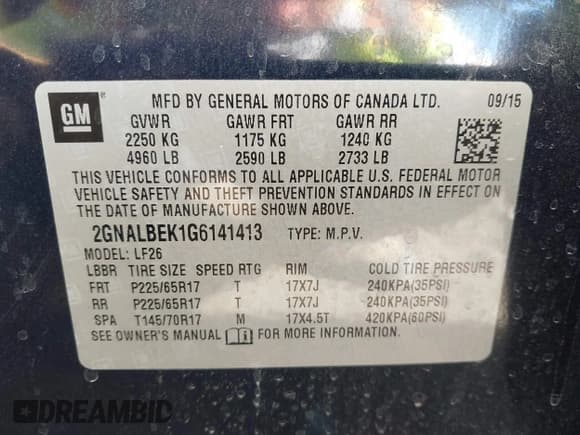 GM MFD BY GENERAL MOTORS OF CANADA LTD. 09/15
GVWR GAWR FRT GAWR RR
2250 KG 1175 KG 1240 KG
4960 LB 2590 LB 2733 LB
THIS VEHICLE CONFORMS TO ALL APPLICABLE U.S. FEDERAL MOTOR
VEHICLE SAFETY AND THEFT PREVENTION STANDARDS IN EFFECT ON
THE DATE OF MANUFACTURE SHOWN ABOVE.
2GNALBEK1G6141413 TYPE: M.P.V.
MODEL: LF26
LBBR TIRE SIZE SPEED RTG RIM COLD TIRE PRESSURE
FRT P225/65R17 T 17X7J 240KPA(35PSI)
RR P225/65R17 T 17X7J 240KPA(35PSI)
SPA T145/70R17 M 17X4.5T 420KPA(60PSI)
SEE OWNER'S MANUAL FOR MORE INFORMATION.
DREAMBID